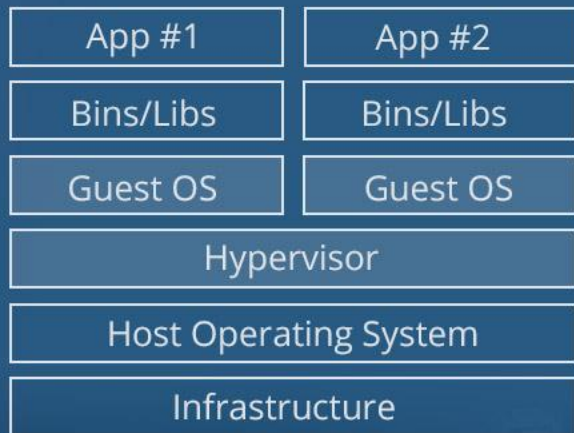 App #1 App #2
Bins/Libs Bins/Libs
Guest OS Guest OS
Hypervisor
Host Operating System
Infrastructure